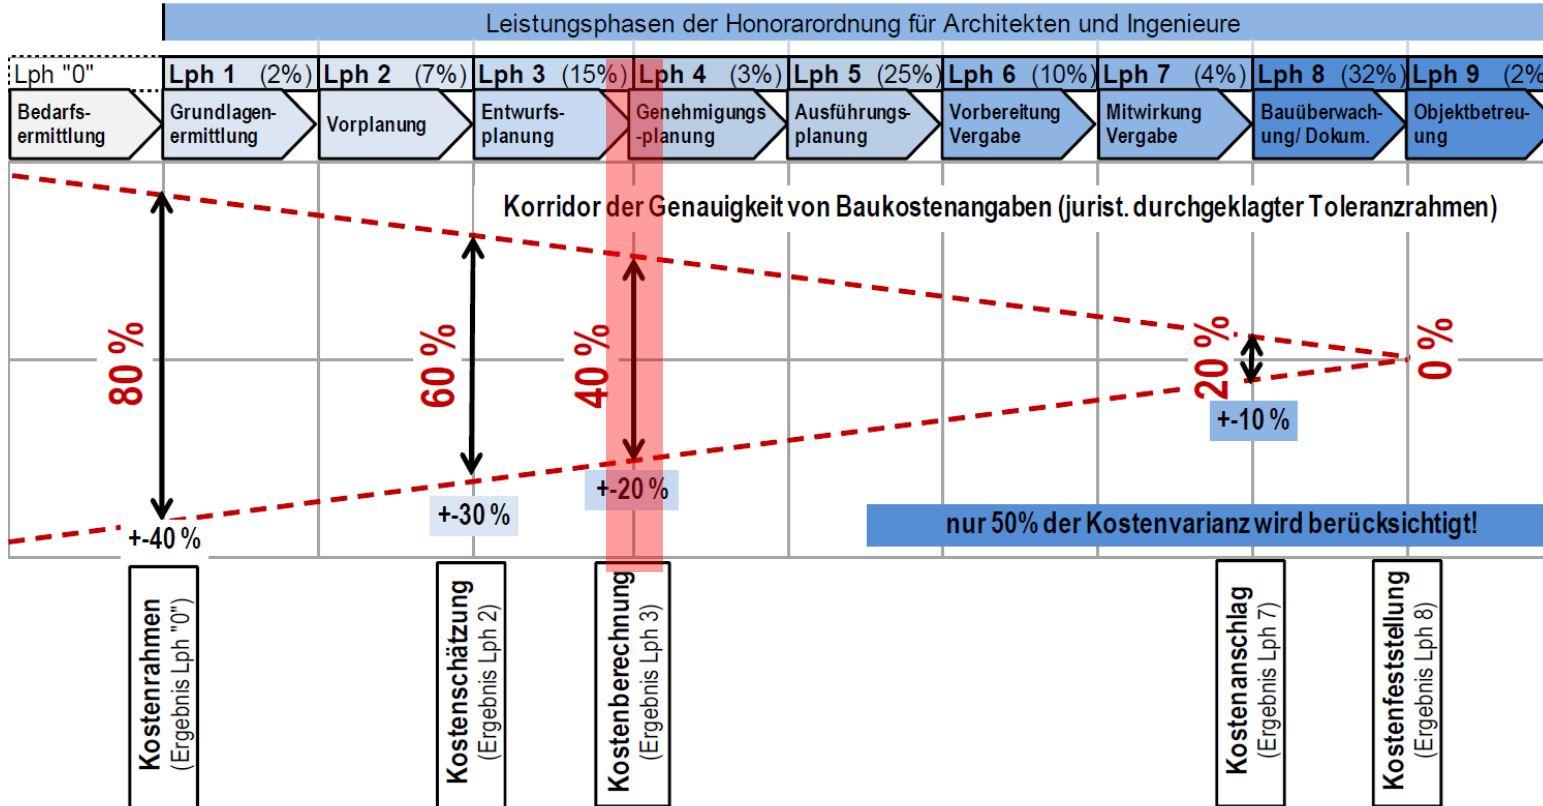 Leistungsphasen der Honorarordnung für Architekten und Ingenieure
Lph "0"
Lph 1 (2%)
Lph 2 (7%)
Lph 3 (15%)
Lph 4 (3%)
Lph 5 (25%)
Lph 6 (10%)
Lph 7 (4%)
Lph 8 (32%)
Lph 9 (2%
Bedarfs-
ermittlung
Grundlagen-
ermittlung
Vorplanung
Entwurfs-
planung
Genehmigungs
-planung
Ausführungs-
planung
Vorbereitung
Vergabe
Mitwirkung
Vergabe
Bauüberwach-
ung/ Dokum.
Objektbetreu-
ung
Korridor der Genauigkeit von Baukostenangaben (jurist. durchgeklagter Toleranzrahmen)
80 %
60 %
40 %
20 %
0 %
+-40 %
+-30 %
+-20 %
+-10 %
nur 50% der Kostenvarianz wird berücksichtigt!
Kostenrahmen
(Ergebnis Lph "0")
Kostenschätzung
(Ergebnis Lph 2)
Kostenberechnung
(Ergebnis Lph 3)
Kostenanschlag
(Ergebnis Lph 7)
Kostenfeststellung
(Ergebnis Lph 8)